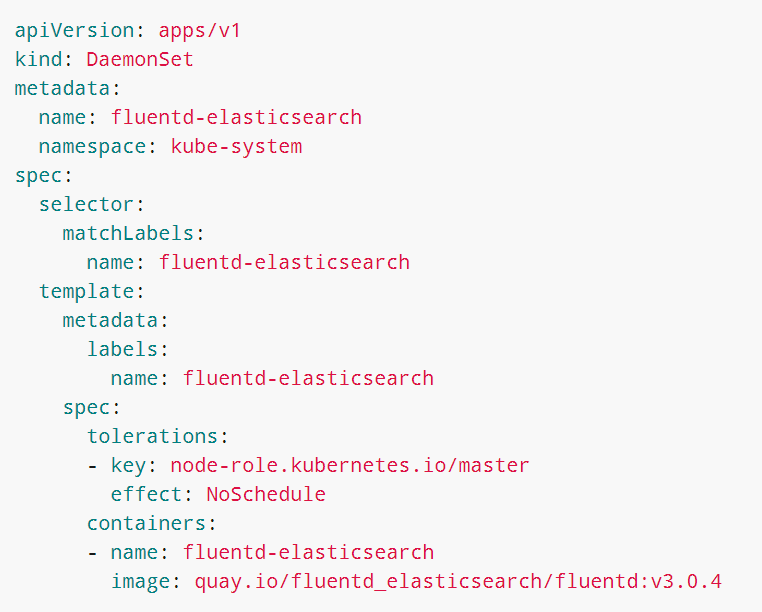 apiVersion: apps/v1
kind: DaemonSet
metadata:
  name: fluentd-elasticsearch
  namespace: kube-system
spec:
  selector:
    matchLabels:
      name: fluentd-elasticsearch
  template:
    metadata:
      labels:
        name: fluentd-elasticsearch
    spec:
      tolerations:
      - key: node-role.kubernetes.io/master
        effect: NoSchedule
      containers:
      - name: fluentd-elasticsearch
        image: quay.io/fluentd_elasticsearch/fluentd:v3.0.4